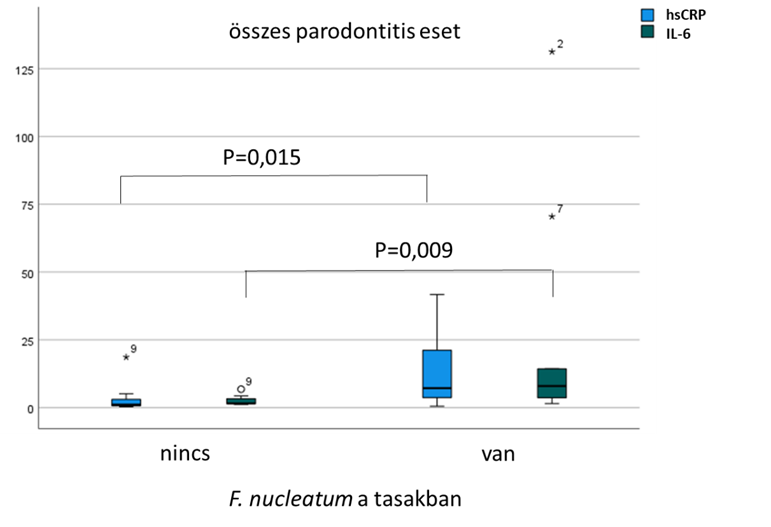 összes parodontitis eset
hsCRP
IL-6
2
125
100
P=0,015
75
7
P=0,009
50
25
9
9
0
nincs
van
F. nucleatum a tasakban